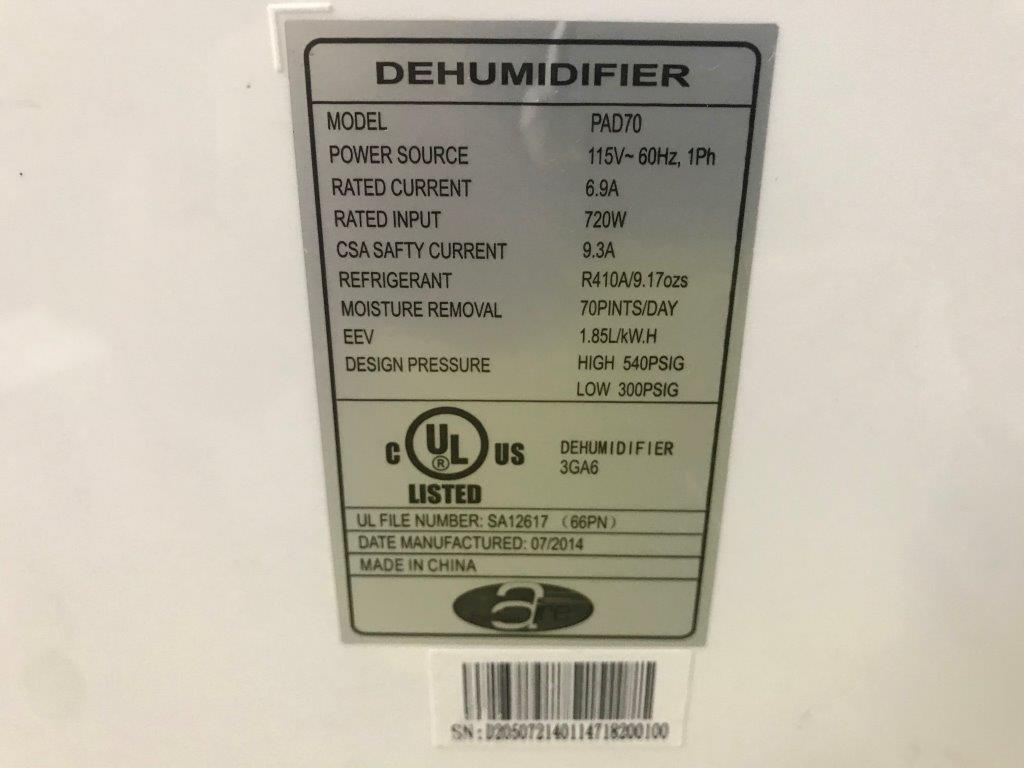 DEHUMIDIFIER
MODEL PAD70
POWER SOURCE 115V~ 60Hz, 1Ph
RATED CURRENT 6.9A
RATED INPUT 720W
CSA SAFTY CURRENT 9.3A
REFRIGERANT R410A/9.17ozs
MOISTURE REMOVAL 70PINTS/DAY
EEV 1.85L/kW.H
DESIGN PRESSURE HIGH 540PSIG
LOW 300PSIG
C UL ® US
LISTED
DEHUMIDIFIER
3GA6
UL FILE NUMBER: SA12617 (66PN)
DATE MANUFACTURED: 07/2014
MADE IN CHINA
SN:D205072140114718200100